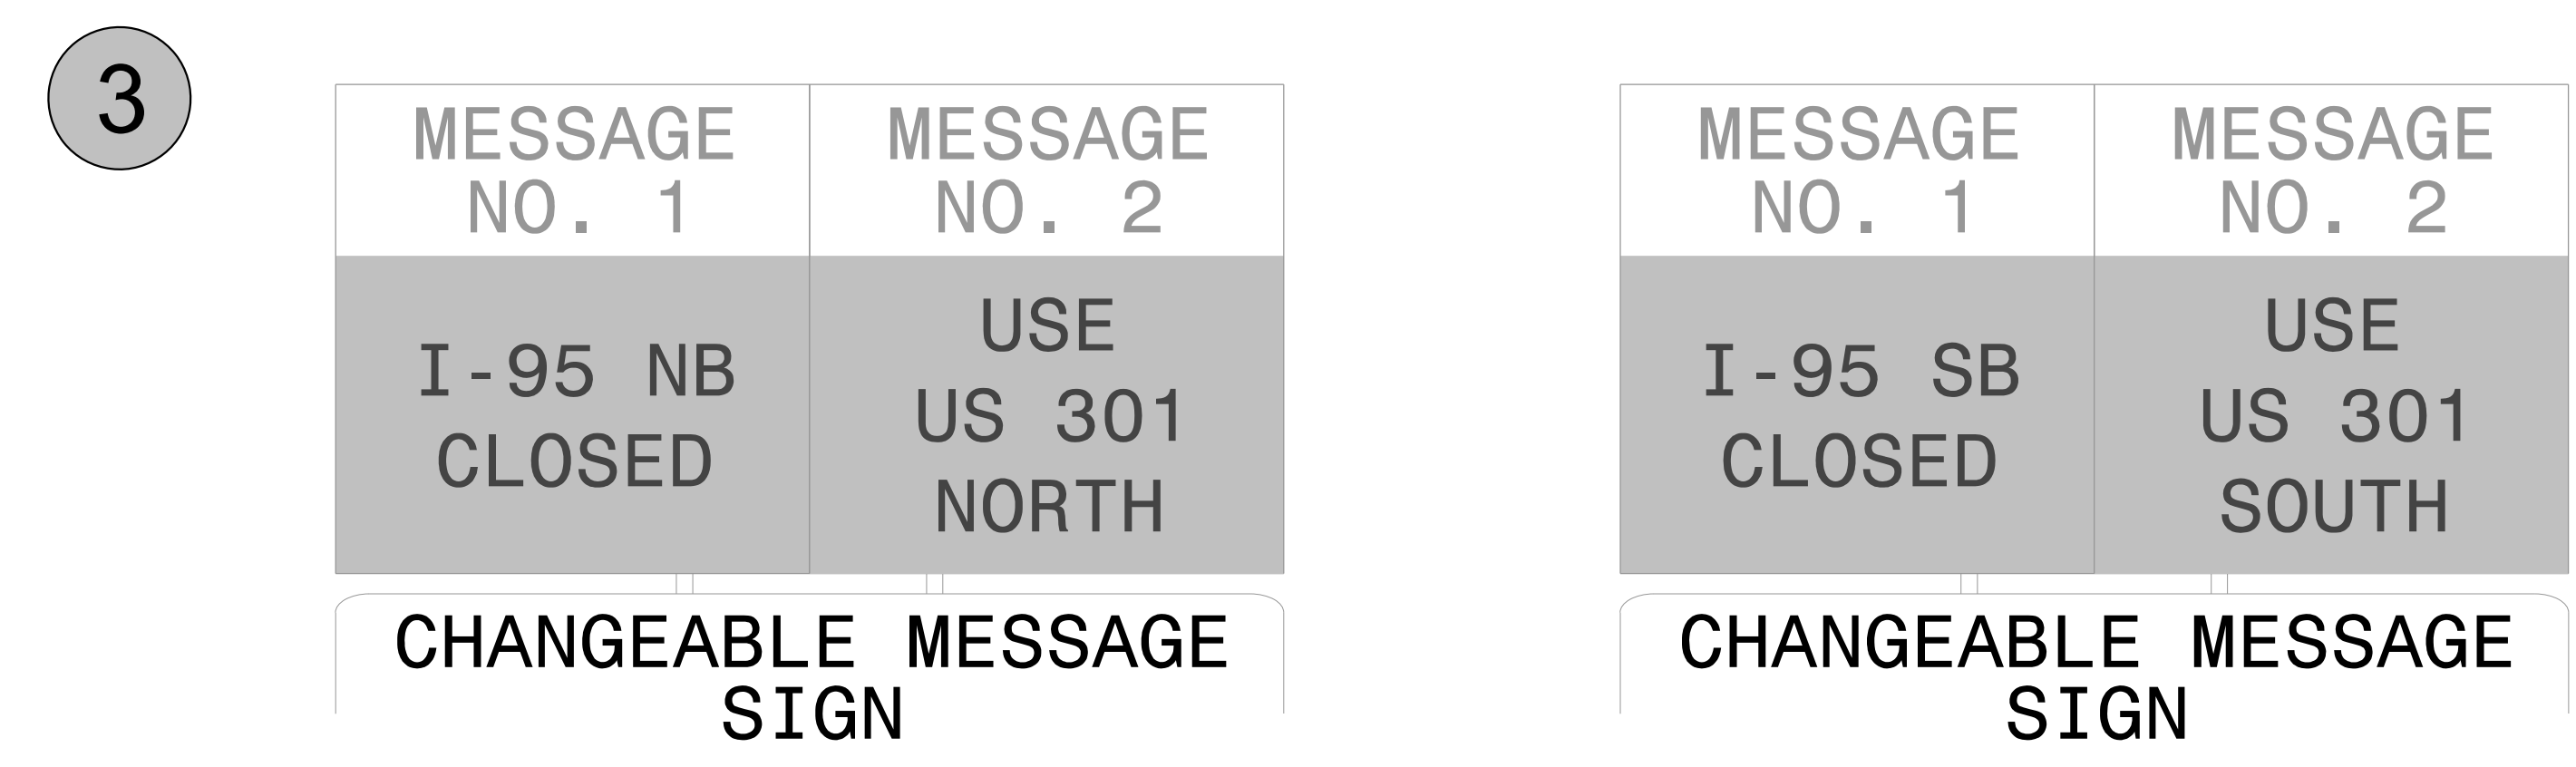 3
MESSAGE
NO. 1
MESSAGE
NO. 2
I-95 NB
CLOSED
USE
US 301
NORTH
CHANGEABLE MESSAGE
SIGN
MESSAGE
NO. 1
MESSAGE
NO. 2
I-95 SB
CLOSED
USE
US 301
SOUTH
CHANGEABLE MESSAGE
SIGN